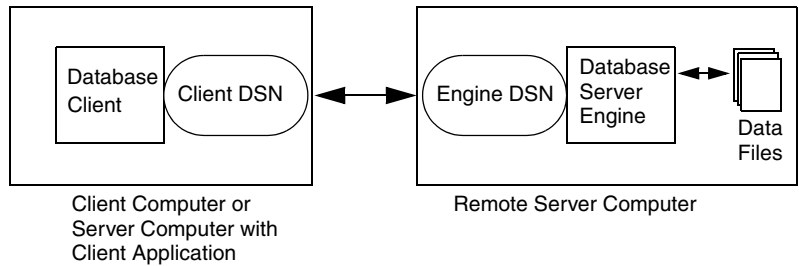 Database
Client
Client DSN
Engine DSN
Database
Server
Engine
Data
Files
Client Computer or
Server Computer with
Client Application
Remote Server Computer